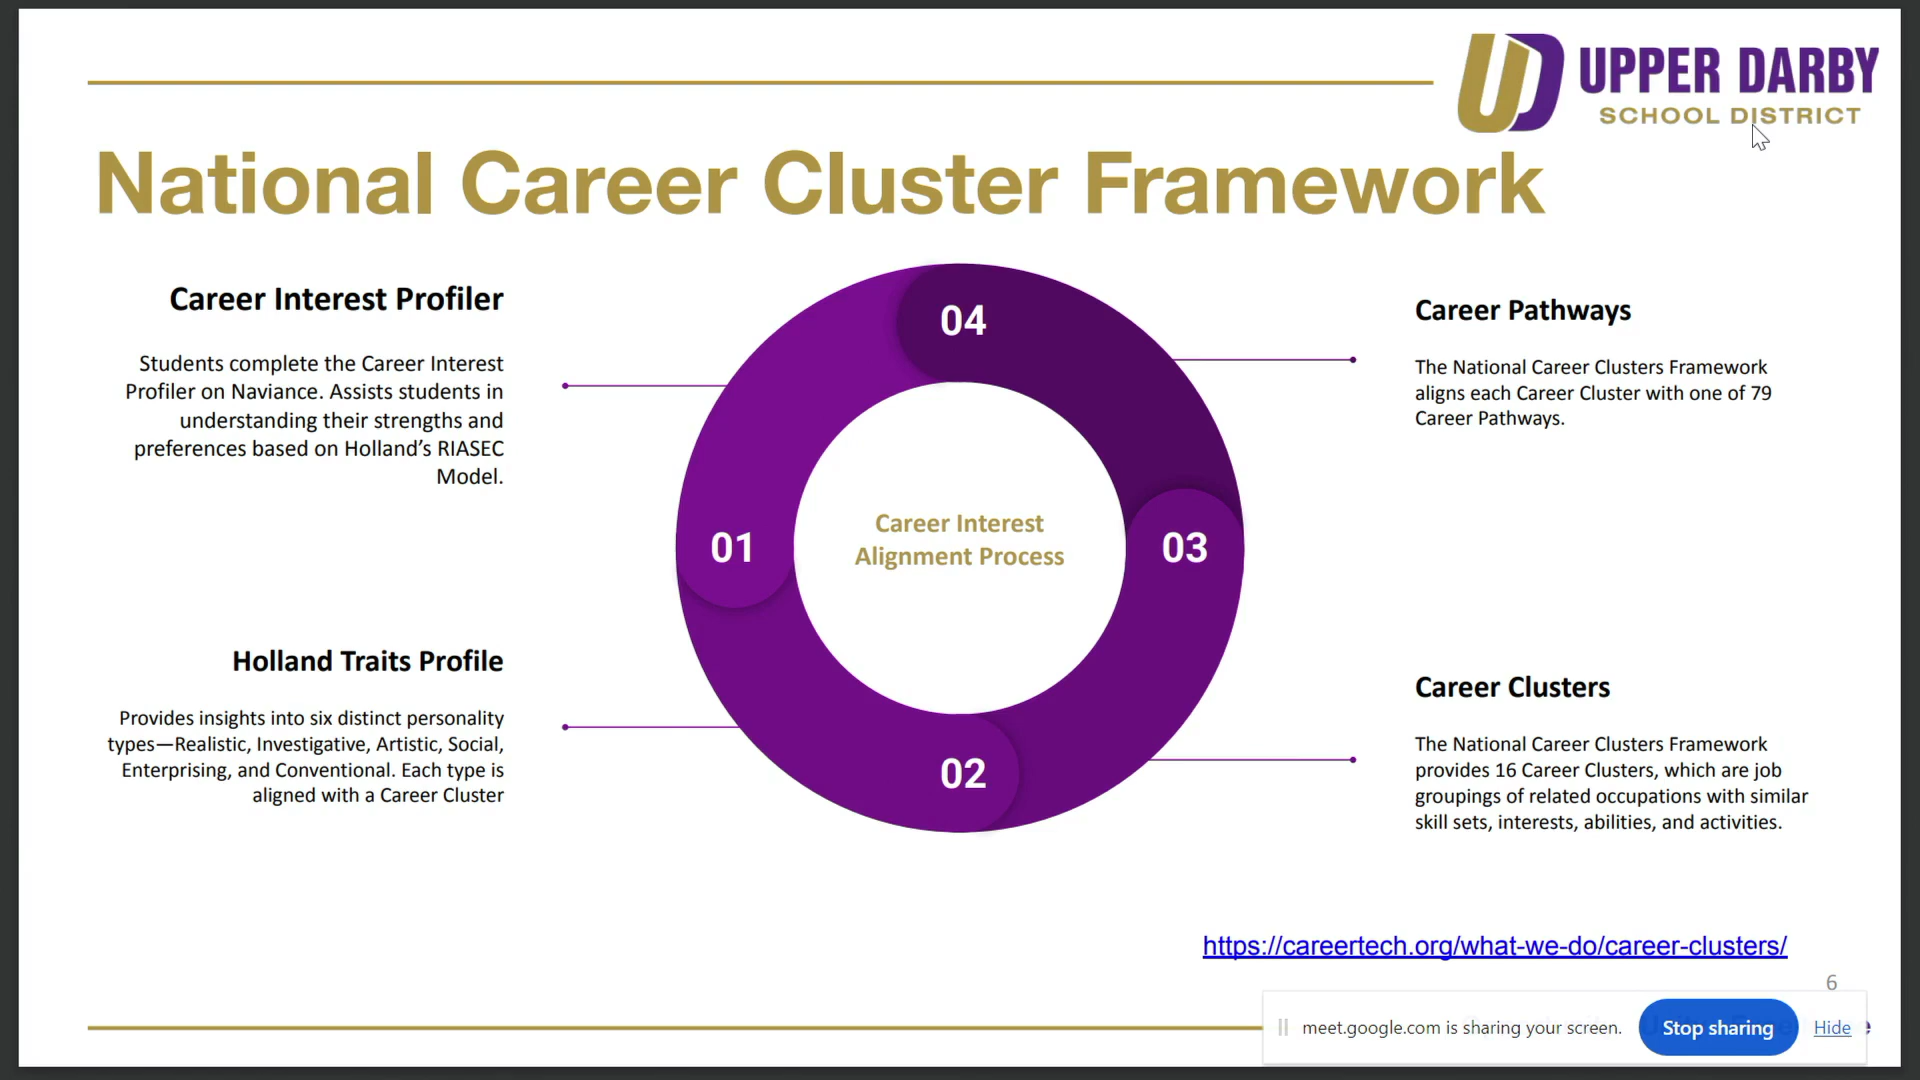 UPPER DARBY
SCHOOL DISTRICT
National Career Cluster Framework
Career Interest Profiler
Students complete the Career Interest
Profiler on Naviance. Assists students in
understanding their strengths and
preferences based on Holland’s RIASEC
Model.
Holland Traits Profile
Provides insights into six distinct personality
types—Realistic, Investigative, Artistic, Social,
Enterprising, and Conventional. Each type is
aligned with a Career Cluster
04
01
03
02
Career Interest
Alignment Process
Career Pathways
The National Career Clusters Framework
aligns each Career Cluster with one of 79
Career Pathways.
Career Clusters
The National Career Clusters Framework
provides 16 Career Clusters, which are job
groupings of related occupations with similar
skill sets, interests, abilities, and activities.
https://careertech.org/what-we-do/career-clusters/
6
meet.google.com is sharing your screen.
Stop sharing
Hide